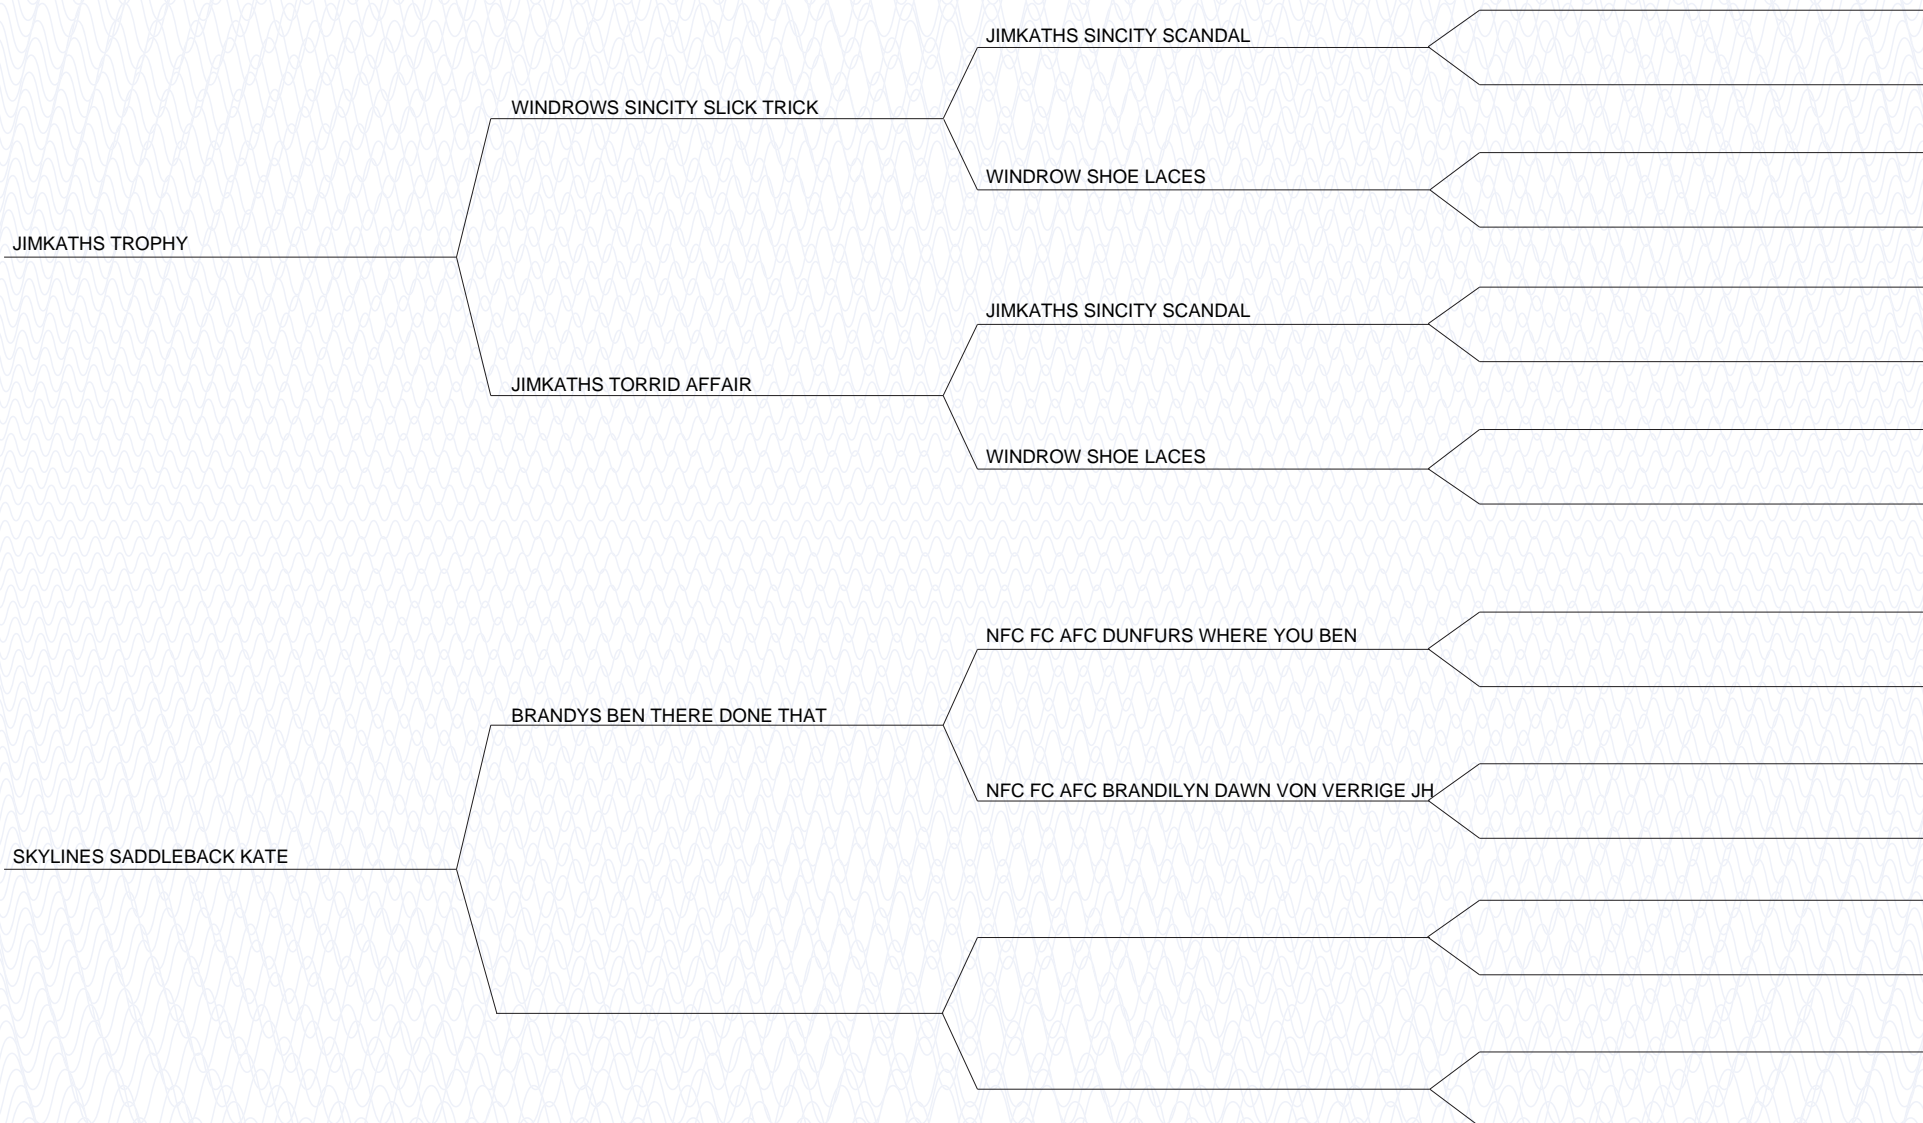 JIMKATHS SINCITY SCANDAL
WINDROWS SINCITY SLICK TRICK
WINDROW SHOE LACES
JIMKATHS TROPHY
JIMKATHS SINCITY SCANDAL
JIMKATHS TORRID AFFAIR
WINDROW SHOE LACES
NFC FC AFC DUNFURS WHERE YOU BEN
BRANDYS BEN THERE DONE THAT
NFC FC AFC BRANDILYN DAWN VON VERRIGE JH
SKYLINES SADDLEBACK KATE